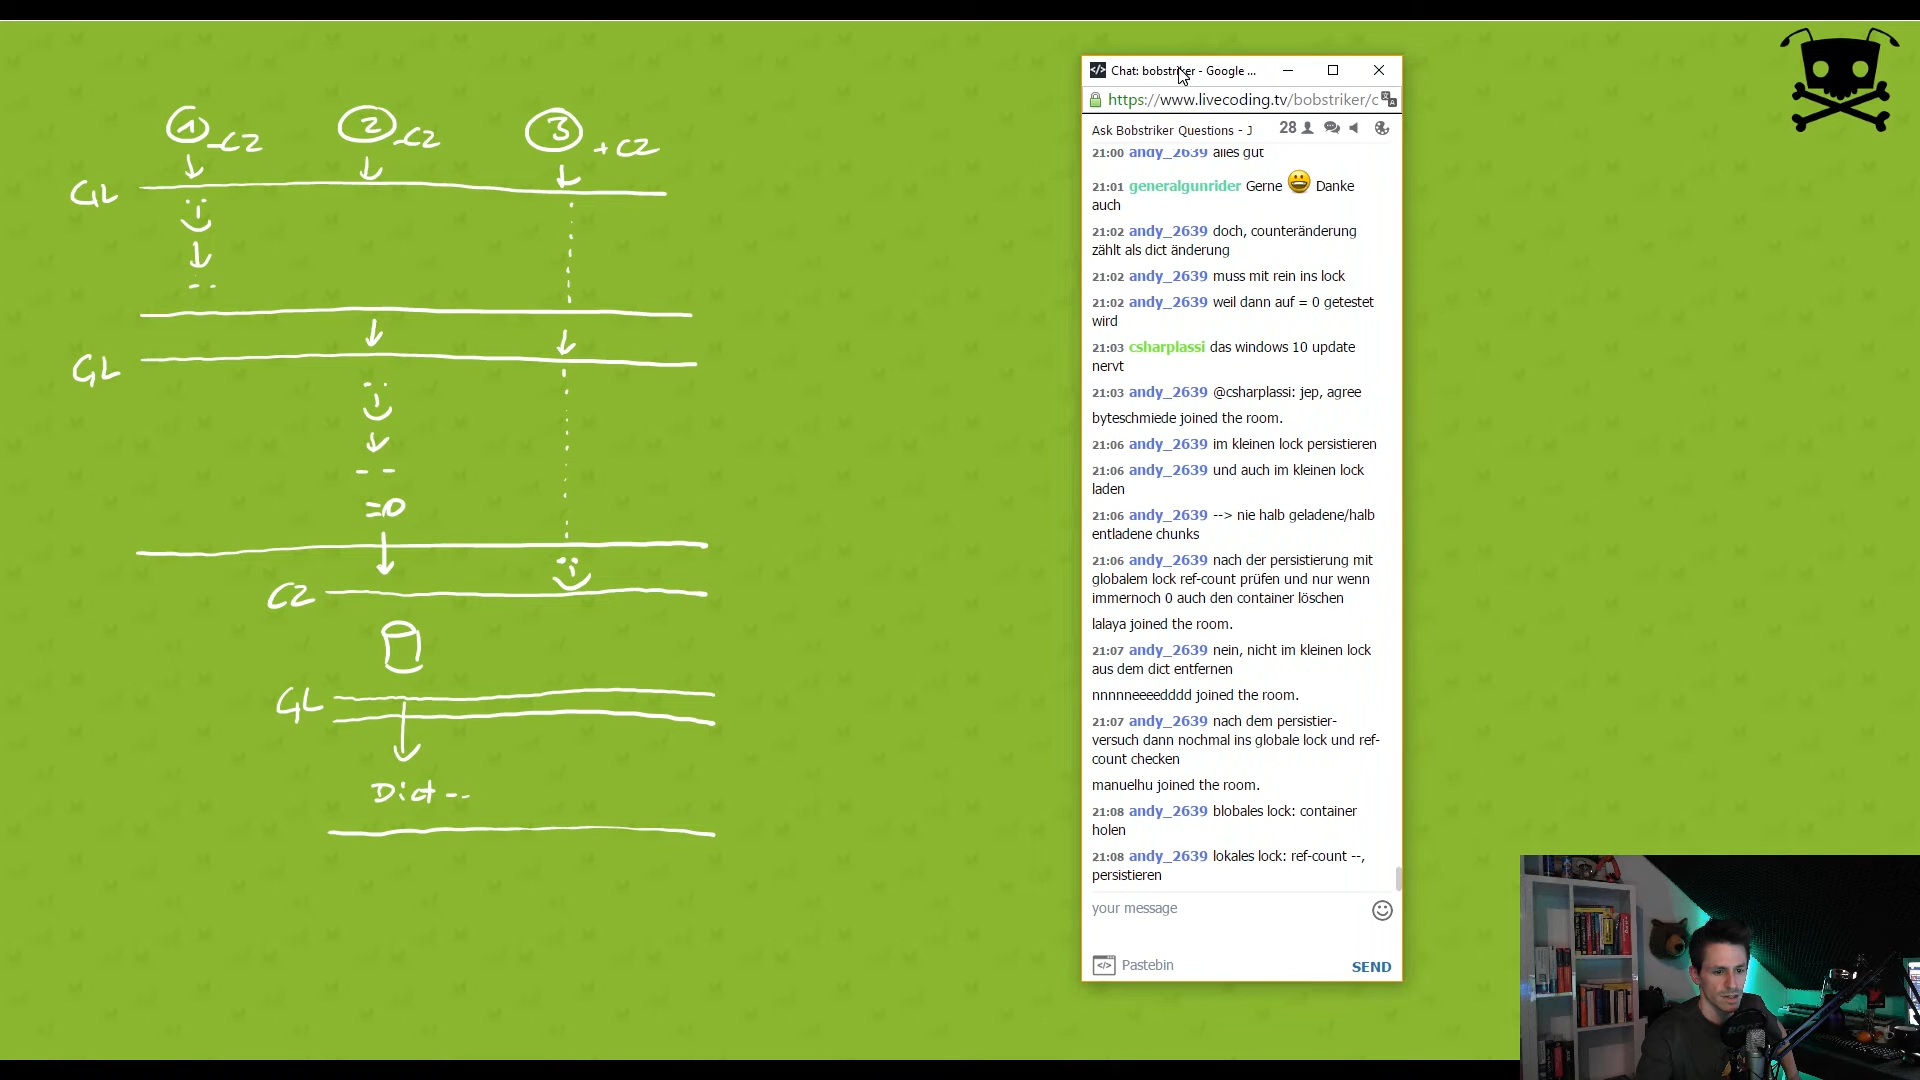 1 -C2
2 -C2
3 +C2
GL
--
GL
--
=0
C2
GL
Dict --
Chat: bobstriker - Google ...
https://www.livecoding.tv/bobstriker/c
Ask Bobstriker Questions - J 28
21:00 andy_2639 alles gut
21:01 generalgunrider Gerne 😀 Danke
auch
21:02 andy_2639 doch, counteränderung
zählt als dict änderung
21:02 andy_2639 muss mit rein ins lock
21:02 andy_2639 weil dann auf = 0 getestet
wird
21:03 csharplassi das windows 10 update
nervt
21:03 andy_2639 @csharplassi: jep, agree
byteschmiede joined the room.
21:06 andy_2639 im kleinen lock persistieren
21:06 andy_2639 und auch im kleinen lock
laden
21:06 andy_2639 --> nie halb geladene/halb
entladene chunks
21:06 andy_2639 nach der persistierung mit
globalem lock ref-count prüfen und nur wenn
immernoch 0 auch den container löschen
lalaya joined the room.
21:07 andy_2639 nein, nicht im kleinen lock
aus dem dict entfernen
nnnnneeeedddd joined the room.
21:07 andy_2639 nach dem persistier-
versuch dann nochmal ins globale lock und ref-
count checken
manuelhu joined the room.
21:08 andy_2639 blobales lock: container
holen
21:08 andy_2639 lokales lock: ref-count --,
persistieren
your message
Pastebin
SEND